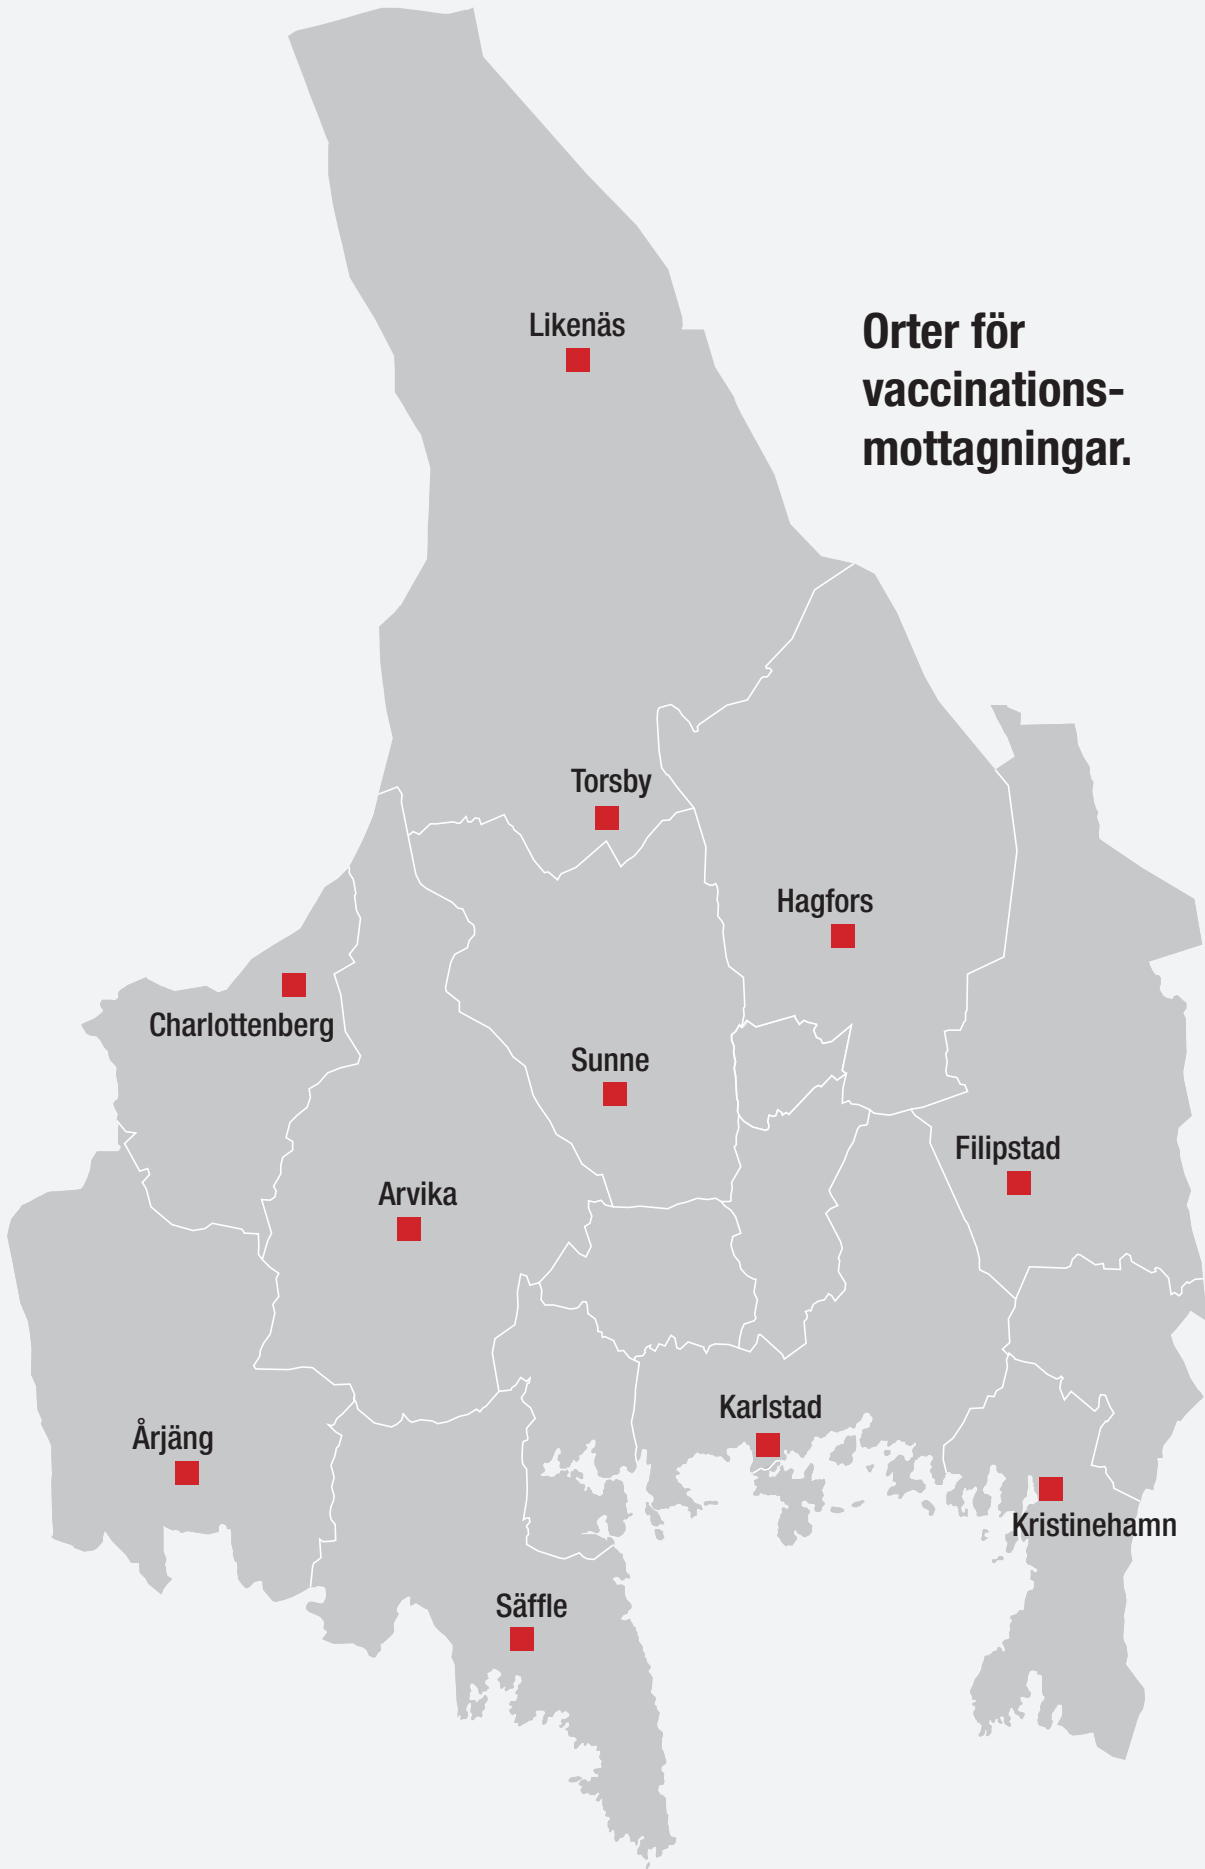 Likenäs
Orter för
vaccinations-
mottagningar.
Torsby
Hagfors
Charlottenberg
Sunne
Filipstad
Arvika
Karlstad
Årjäng
Kristinehamn
Säffle